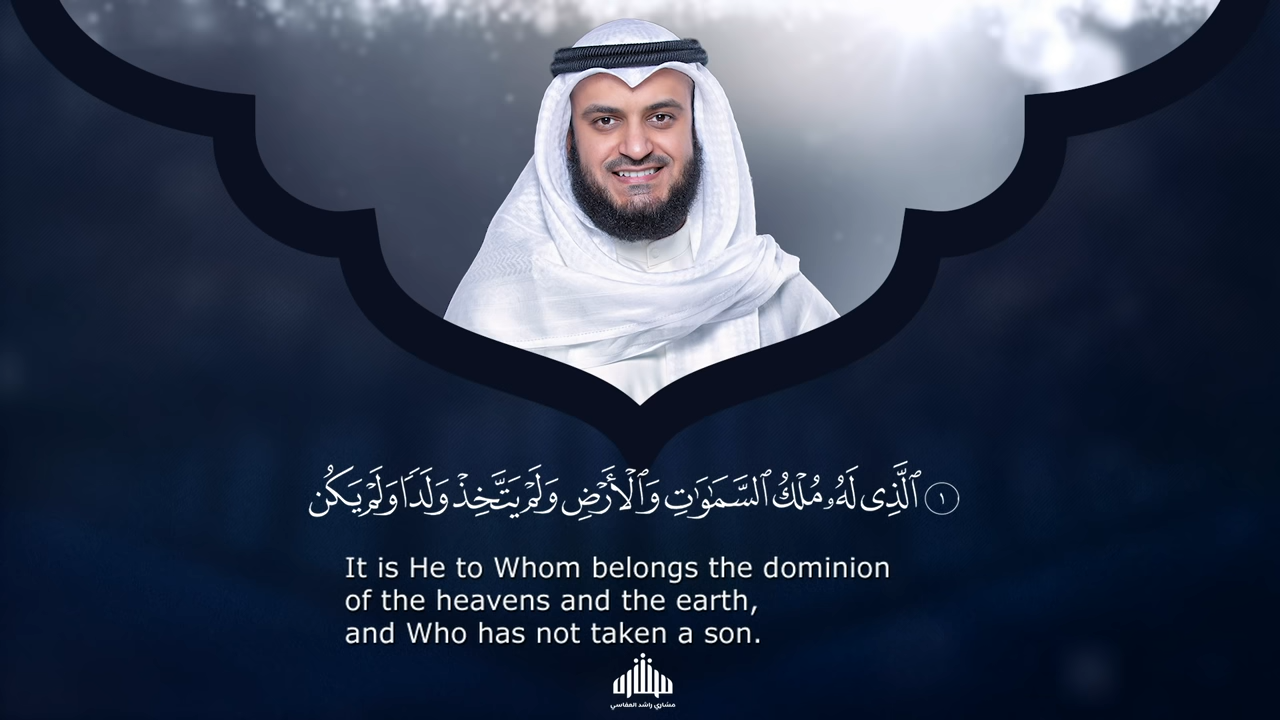 ١ ٱلَّذِى لَهُۥ مُلْكُ ٱلسَّمَـٰوَٰتِ وَٱلْأَرْضِ وَلَمْ يَتَّخِذْ وَلَدًا وَلَمْ يَكُن
It is He to Whom belongs the dominion
of the heavens and the earth,
and Who has not taken a son.
مشاري راشد العفاسي